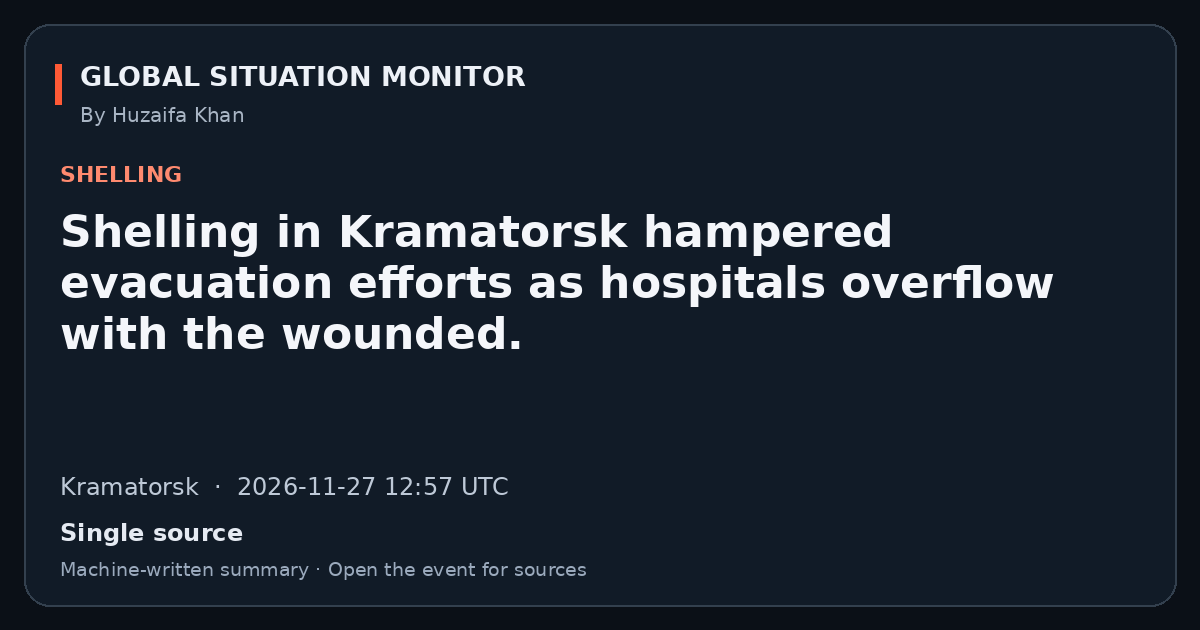 GLOBAL SITUATION MONITOR
By Huzaifa Khan
SHELLING
Shelling in Kramatorsk hampered
evacuation efforts as hospitals overflow
with the wounded.
Kramatorsk · 2026-11-27 12:57 UTC
Single source
Machine-written summary · Open the event for sources